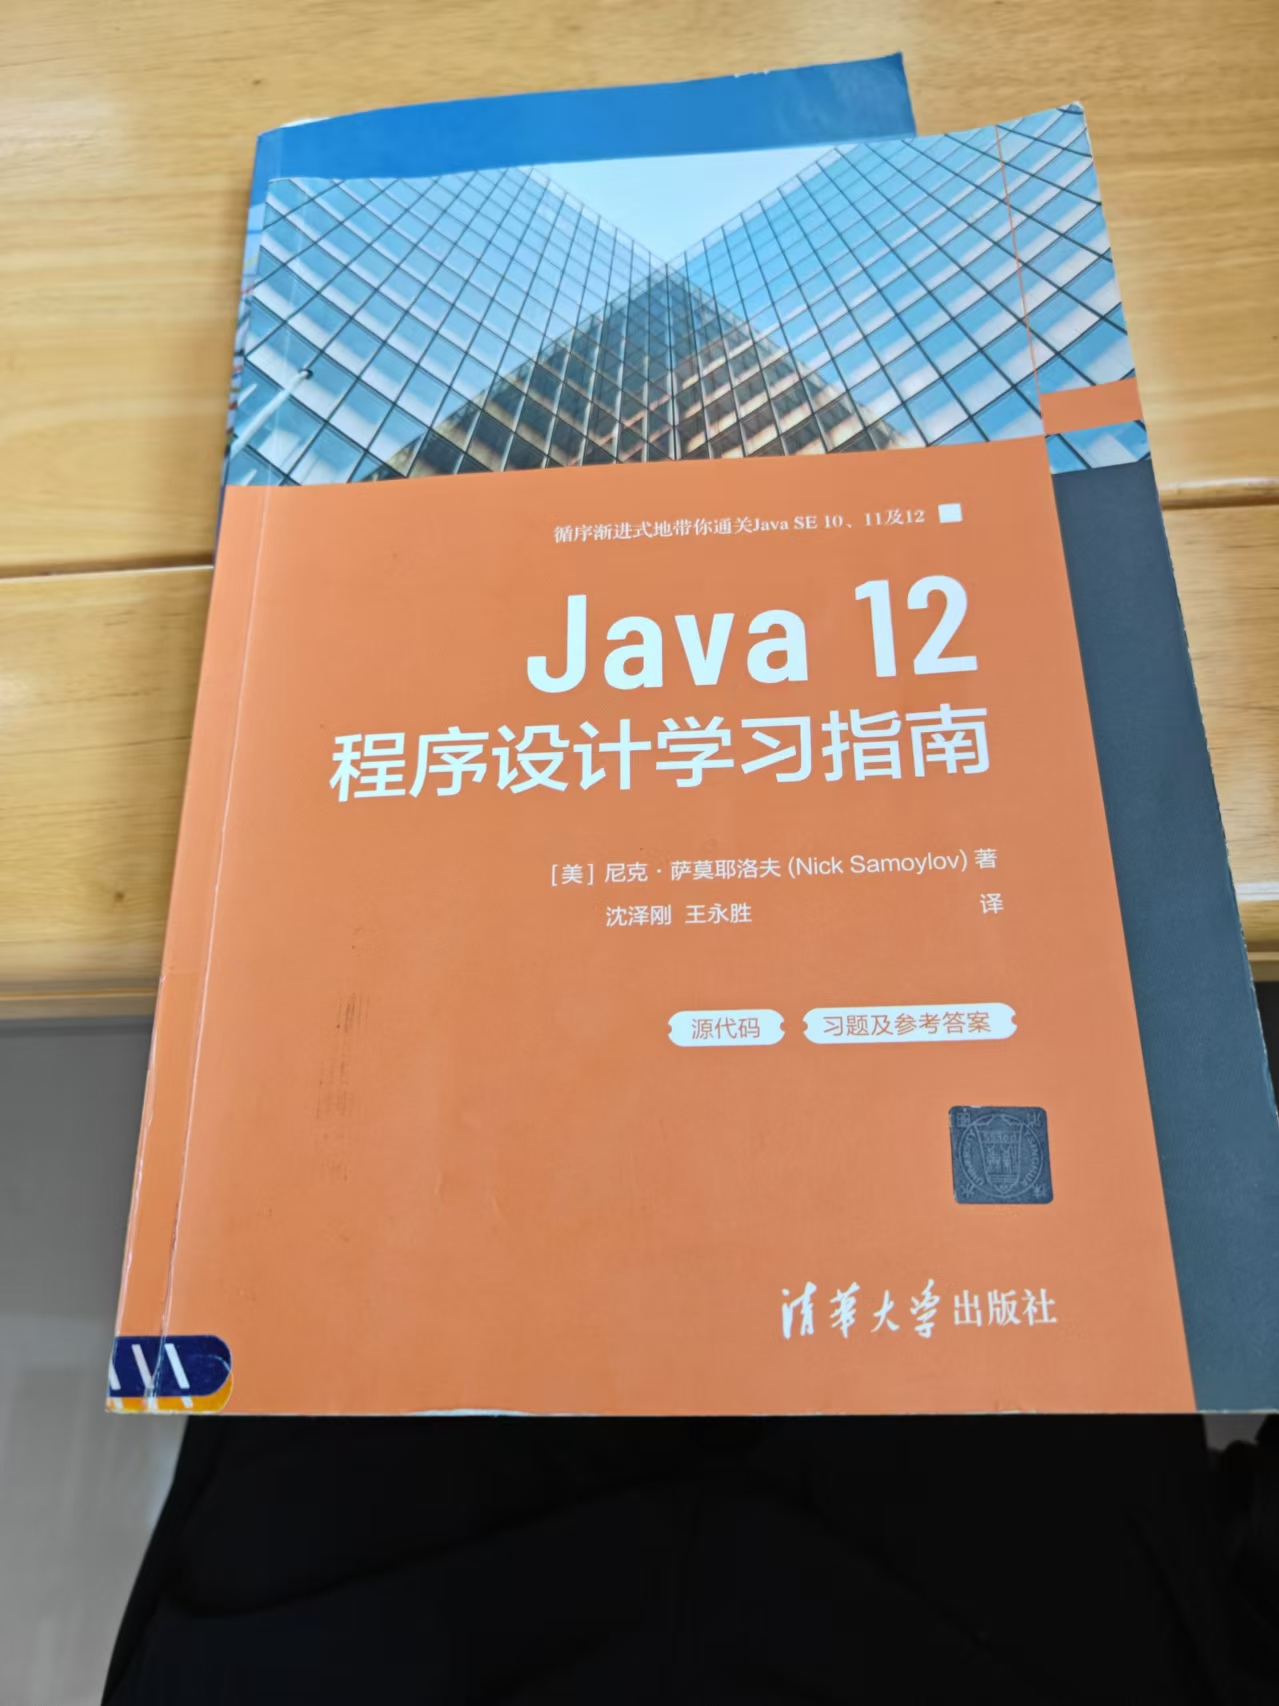 循序渐进式地带你通关Java SE 10、11及12
Java 12
程序设计学习指南
[美] 尼克·萨莫耶洛夫 (Nick Samoylov) 著
沈泽刚 王永胜 译
源代码 习题及参考答案
清华大学出版社